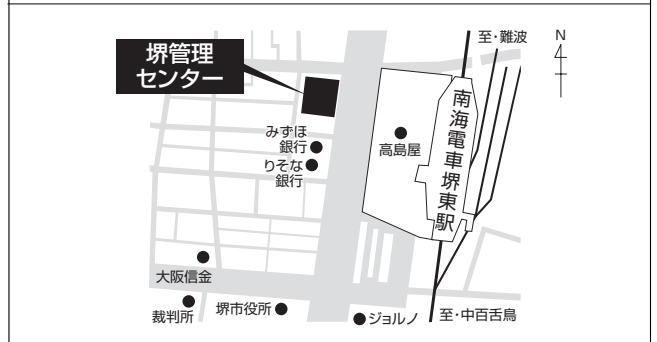 至・難波
N
堺管理
センター
南海電車堺東駅
みずほ
銀行
高島屋
りそな
銀行
大阪信金
裁判所
堺市役所
ジョルノ
至・中百舌鳥